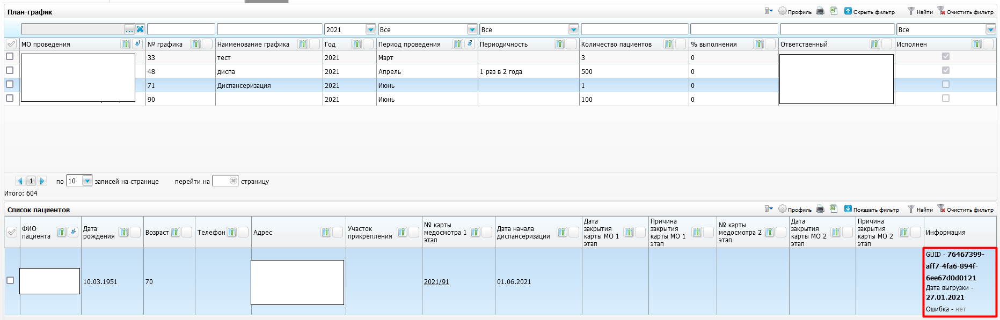 План-график
Профиль
Скрыть фильтр
Найти
Очистить фильтр
...
2021
Все
Все
Все
МО проведения
1
№ графика
Наименование графика
Год
Период проведения
2
Периодичность
Количество пациентов
% выполнения
Ответственный
Исполнен
33 тест 2021 Март 3 0
48 диспа 2021 Апрель 1 раз в 2 года 500 0
71 Диспансеризация 2021 Июнь 1 0
90 2021 Июнь 100 0
1 по 10 записей на странице перейти на страницу
Итого: 604
Список пациентов
Профиль
Показать фильтр
Найти
Очистить фильтр
ФИО
пациента
1
Дата
рождения
Возраст
Телефон
Адрес
Участок
прикрепления
№ карты
медосмотра 1
этап
Дата начала
диспансеризации
Дата
закрытия
карты МО 1
этап
Причина
закрытия
карты МО 1
этап
№ карты
медосмотра 2
этап
Дата
закрытия
карты МО 2
этап
Причина
закрытия
карты МО 2
этап
Информация
10.03.1951 70 2021/91 01.06.2021
GUID - 76467399-
aff7-4fa6-894f-
6ee67d0d0121
Дата выгрузки -
27.01.2021
Ошибка - нет